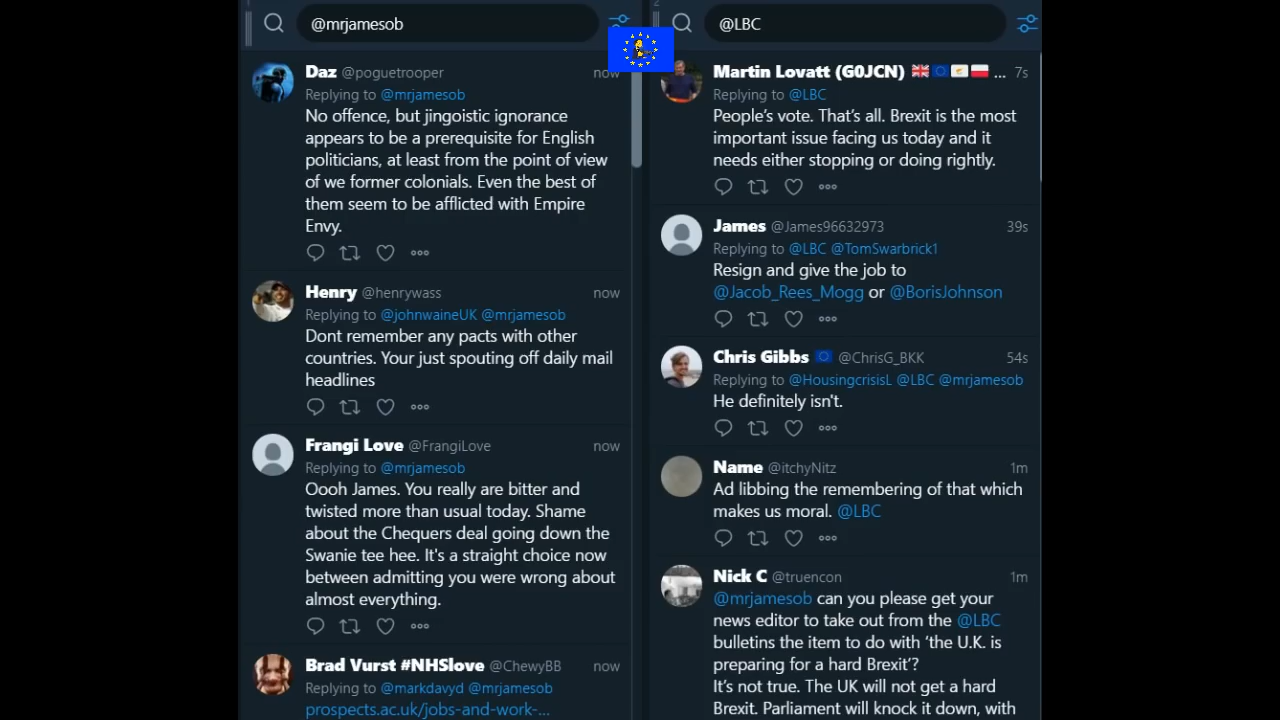 @mrjamesob
Daz @poguetrooper now
Replying to @mrjamesob
No offence, but jingoistic ignorance
appears to be a prerequisite for English
politicians, at least from the point of view
of we former colonials. Even the best of
them seem to be afflicted with Empire
Envy.
Henry @henrywass now
Replying to @johnwaineUK @mrjamesob
Dont remember any pacts with other
countries. Your just spouting off daily mail
headlines
Frangi Love @FrangiLove now
Replying to @mrjamesob
Oooh James. You really are bitter and
twisted more than usual today. Shame
about the Chequers deal going down the
Swanie tee hee. It's a straight choice now
between admitting you were wrong about
almost everything.
Brad Vurst #NHSlove @ChewyBB now
Replying to @markdavyd @mrjamesob
prospects.ac.uk/jobs-and-work-...
2
@LBC
Martin Lovatt (G0JCN) 🇬🇧🇪🇺🇨🇾🇵🇱 ... 7s
Replying to @LBC
People’s vote. That’s all. Brexit is the most
important issue facing us today and it
needs either stopping or doing rightly.
James @James96632973 39s
Replying to @LBC @TomSwarbrick1
Resign and give the job to
@Jacob_Rees_Mogg or @BorisJohnson
Chris Gibbs 🇪🇺 @ChrisG_BKK 54s
Replying to @HousingcrisisL @LBC @mrjamesob
He definitely isn't.
Name @itchyNitz 1m
Ad libbing the remembering of that which
makes us moral. @LBC
Nick C @truencon 1m
@mrjamesob can you please get your
news editor to take out from the @LBC
bulletins the item to do with ‘the U.K. is
preparing for a hard Brexit’?
It’s not true. The UK will not get a hard
Brexit. Parliament will knock it down, with